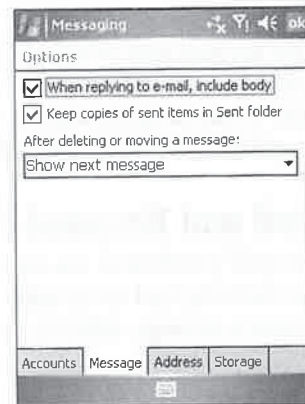 Messaging ok
Options
When replying to e-mail, include body
Keep copies of sent items in Sent folder
After deleting or moving a message:
Show next message
Accounts Message Address Storage